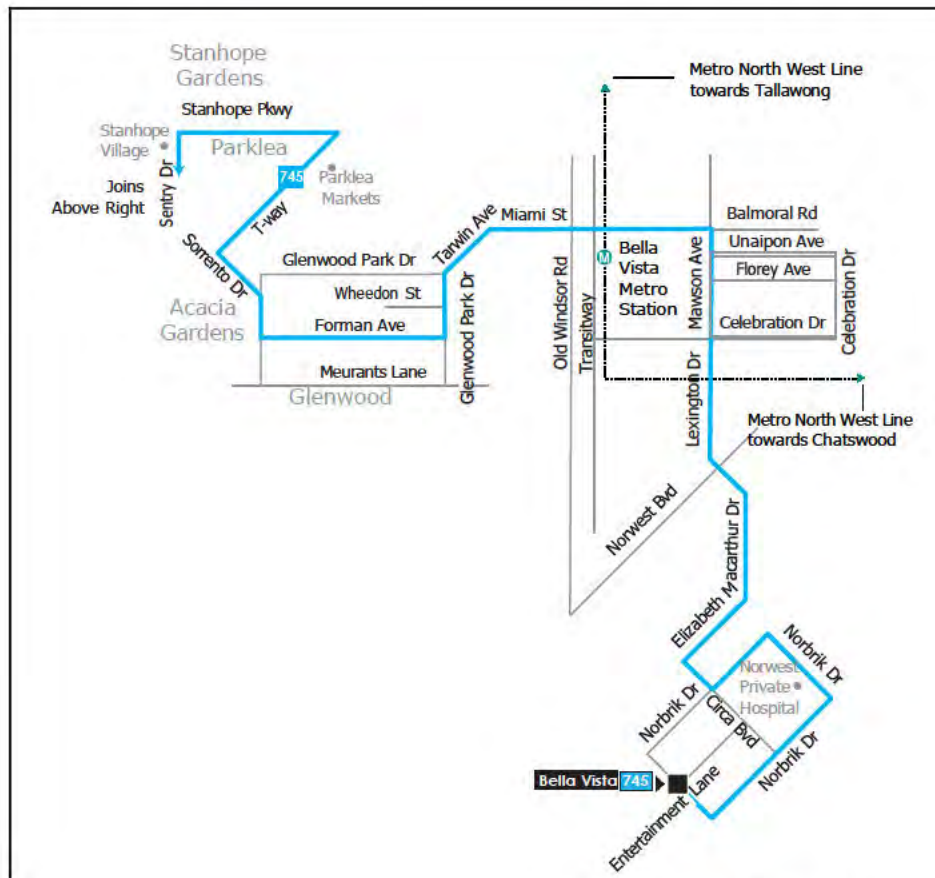 Stanhope
Gardens
Stanhope Pkwy
Stanhope
Village
Parklea
745
Parklea
Markets
Joins
Above Right
Sentry Dr
T-way
Sorrento Dr
Acacia
Gardens
Glenwood Park Dr
Wheedon St
Forman Ave
Meurants Lane
Glenwood
Glenwood Park Dr
Tarwin Ave
Miami St
Metro North West Line
towards Tallawong
Old Windsor Rd
Transitway
M
Bella
Vista
Metro
Station
Mawson Ave
Balmoral Rd
Unaipon Ave
Florey Ave
Celebration Dr
Celebration Dr
Lexington Dr
Metro North West Line
towards Chatswood
Norwest Bvd
Elizabeth Macarthur Dr
Norbrik Dr
Norwest
Private
Hospital
Norbrik Dr
Circa Bvd
Norbrik Dr
Bella Vista 745
Entertainment Lane